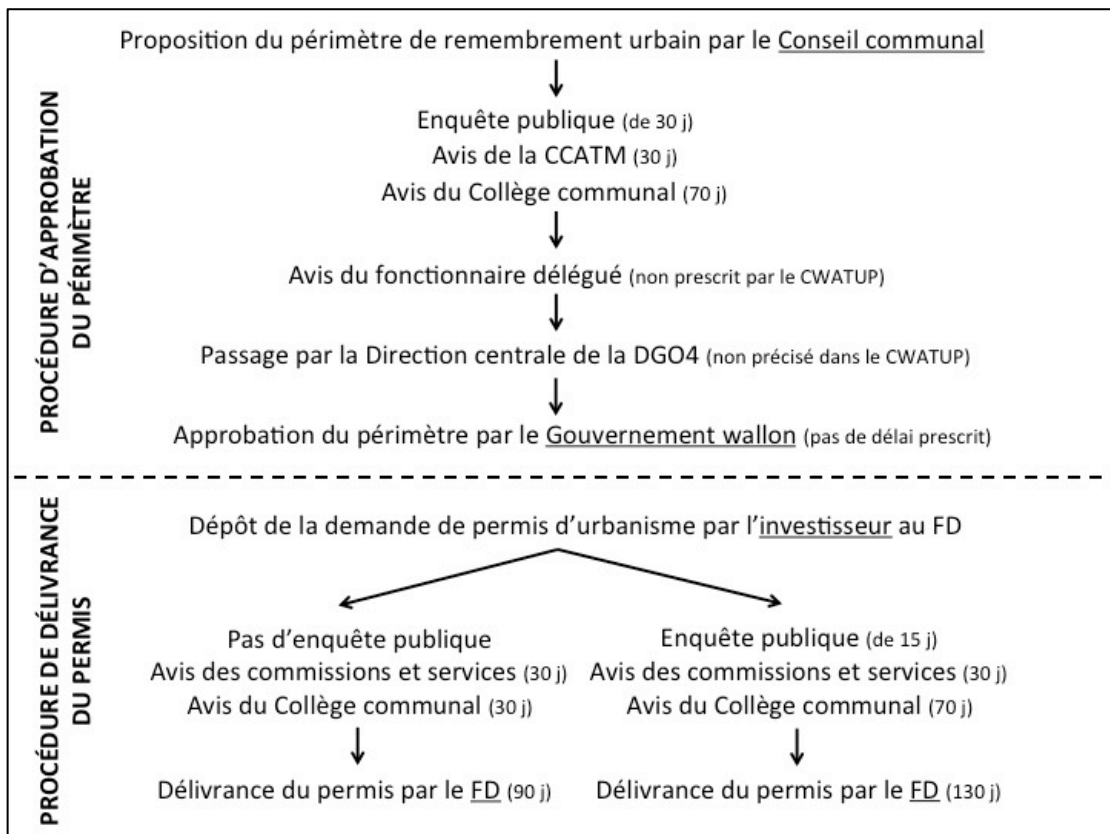 PROCÉDURE D'APPROBATION
DU PÉRIMÈTRE
Proposition du périmètre de remembrement urbain par le Conseil communal
Enquête publique (de 30 j)
Avis de la CCATM (30 j)
Avis du Collège communal (70 j)
Avis du fonctionnaire délégué (non prescrit par le CWATUP)
Passage par la Direction centrale de la DGO4 (non précisé dans le CWATUP)
Approbation du périmètre par le Gouvernement wallon (pas de délai prescrit)
PROCÉDURE DE DÉLIVRANCE
DU PERMIS
Dépôt de la demande de permis d'urbanisme par l'investisseur au FD
Pas d'enquête publique
Avis des commissions et services (30 j)
Avis du Collège communal (30 j)
Délivrance du permis par le FD (90 j)
Enquête publique (de 15 j)
Avis des commissions et services (30 j)
Avis du Collège communal (70 j)
Délivrance du permis par le FD (130 j)